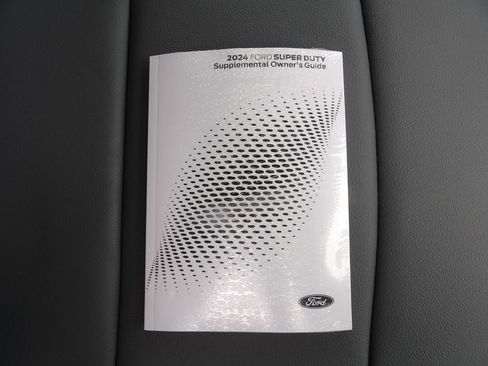 2024 FORD SUPER DUTY
Supplemental Owner's Guide
Ford